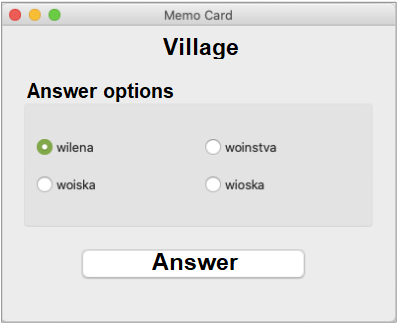 Memo Card
Village
Answer options
wilena woinstva
woiska wioska
Answer